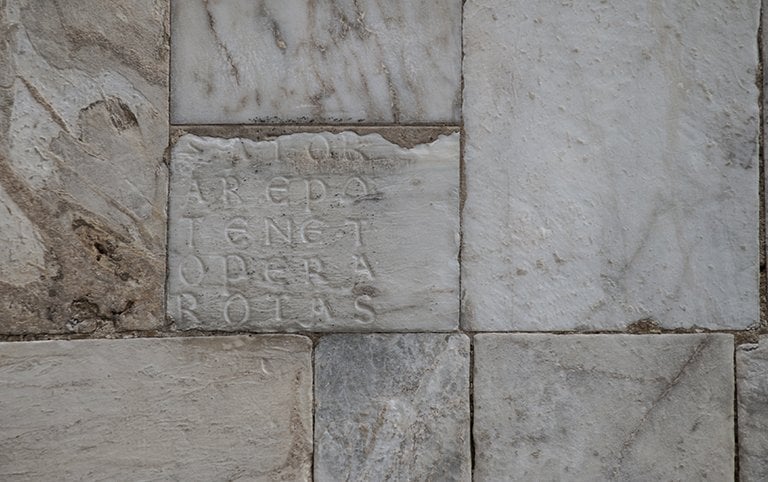 SATOR
AREPO
TENET
OPERA
ROTAS